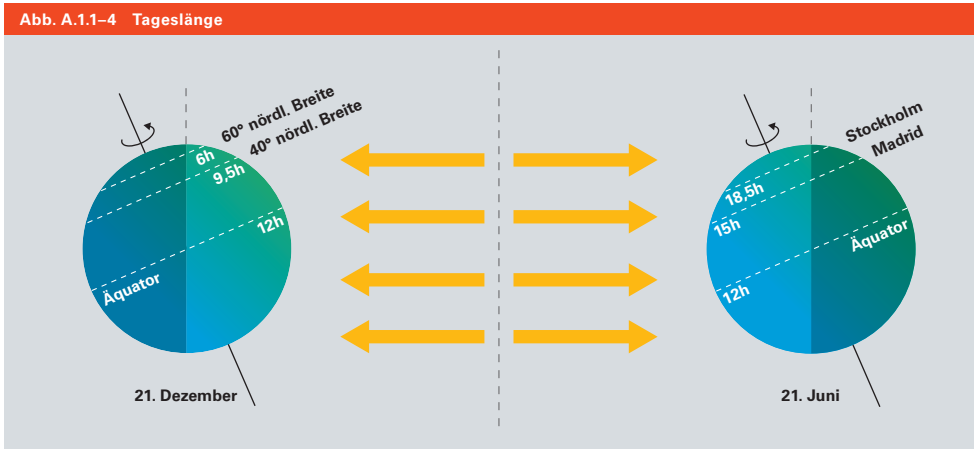 Abb. A.1.1–4 Tageslänge
60° nördl. Breite
40° nördl. Breite
6h
9,5h
12h
Äquator
21. Dezember
Stockholm
Madrid
18,5h
15h
Äquator
12h
21. Juni